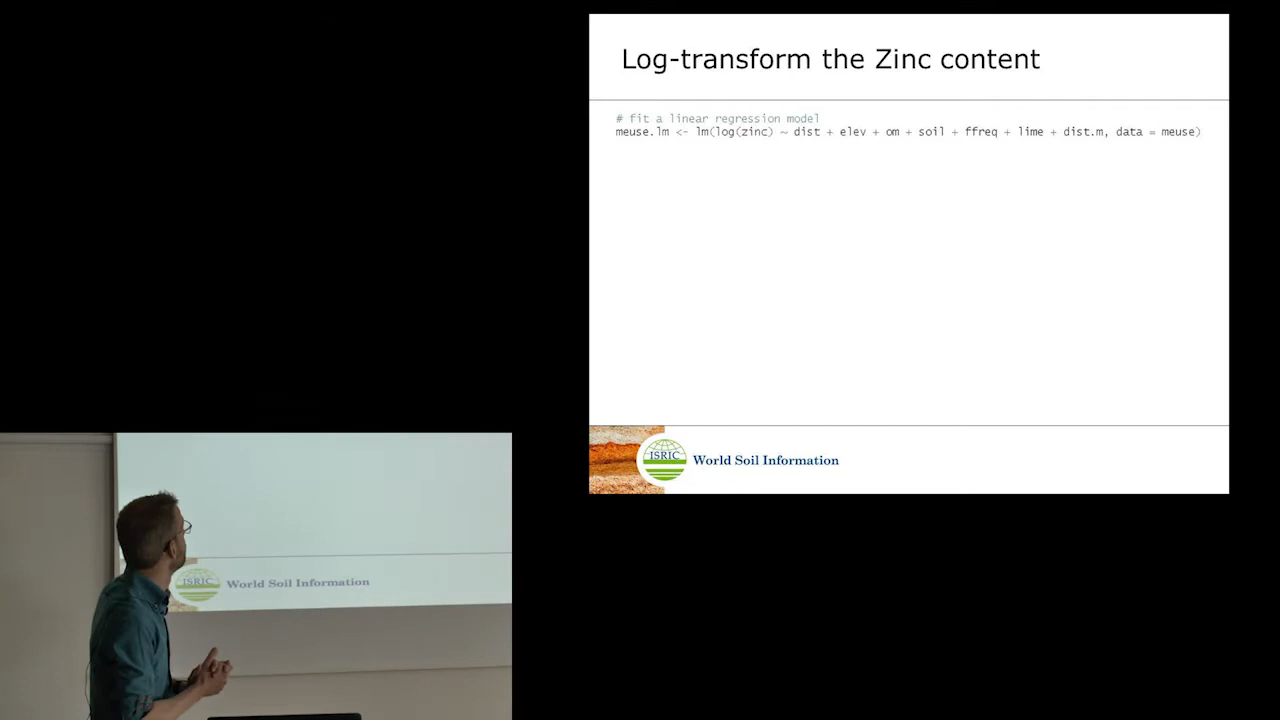 Log-transform the Zinc content
# fit a linear regression model
meuse.lm <- lm(log(zinc) ~ dist + elev + om + soil + ffreq + lime + dist.m, data = meuse)
ISRIC
World Soil Information
ISRIC
World Soil Information